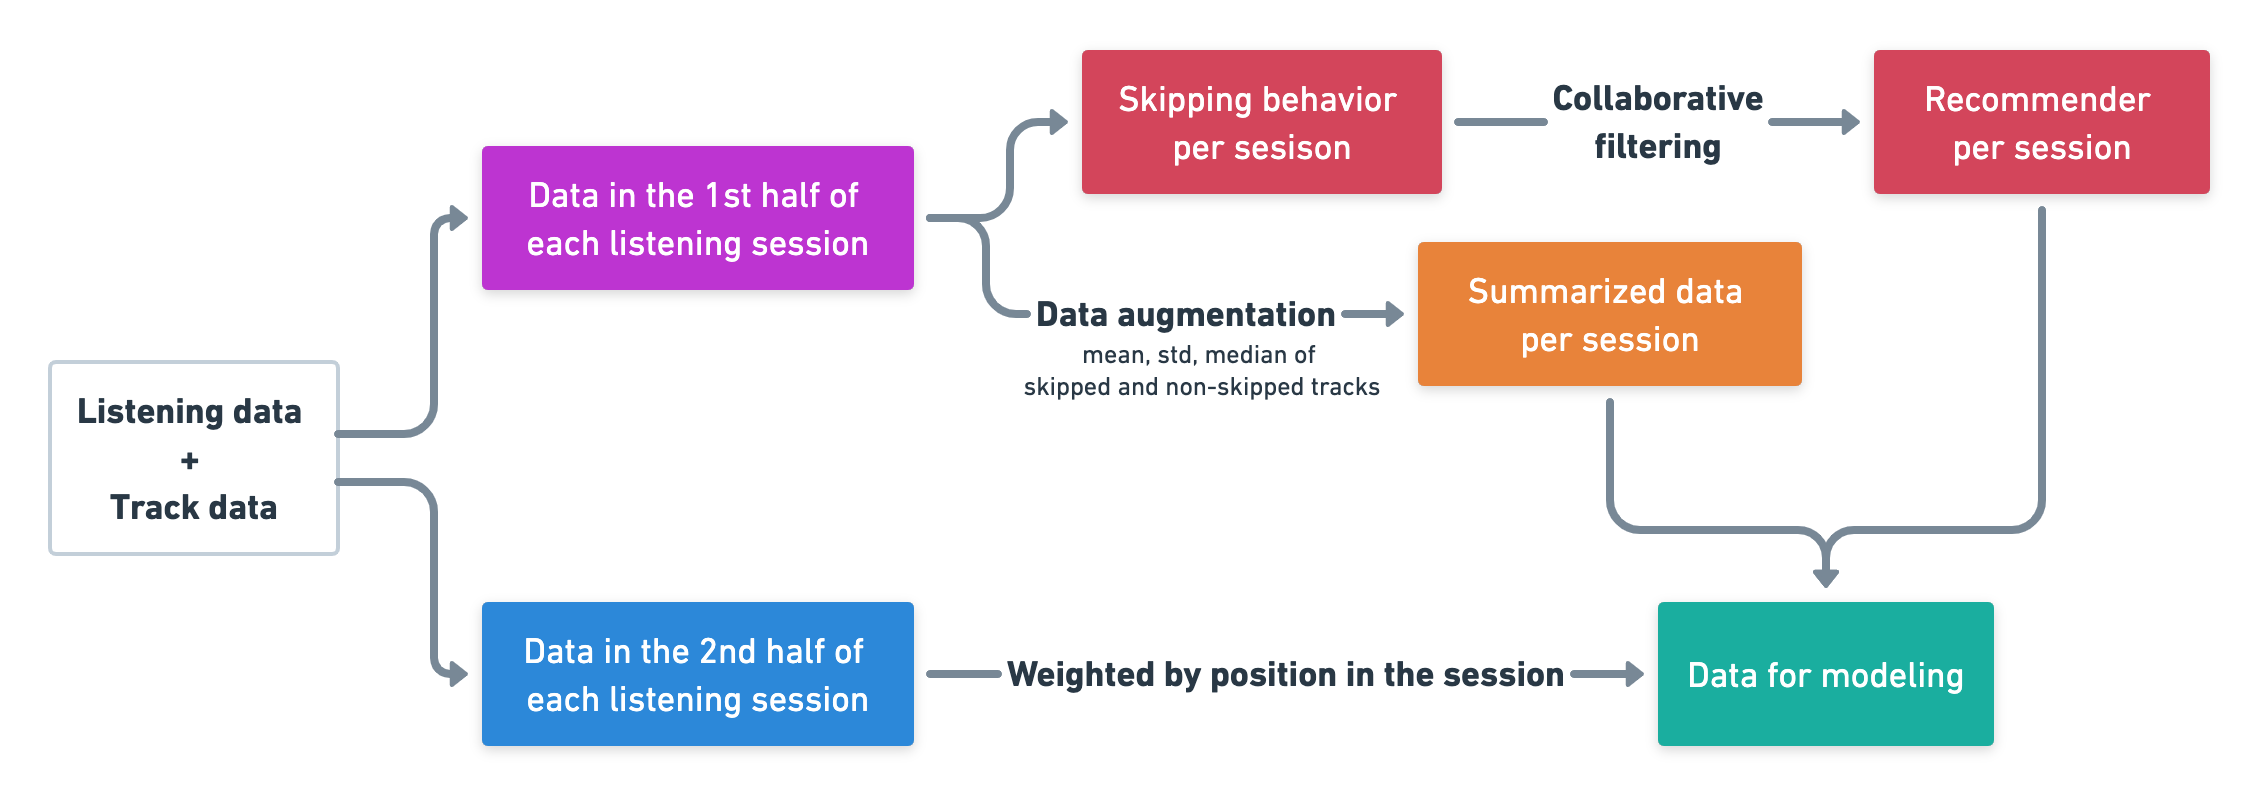 Listening data
+
Track data
Data in the 1st half of
each listening session
Skipping behavior
per sesison
Collaborative
filtering
Recommender
per session
Data augmentation
mean, std, median of
skipped and non-skipped tracks
Summarized data
per session
Data in the 2nd half of
each listening session
Weighted by position in the session
Data for modeling